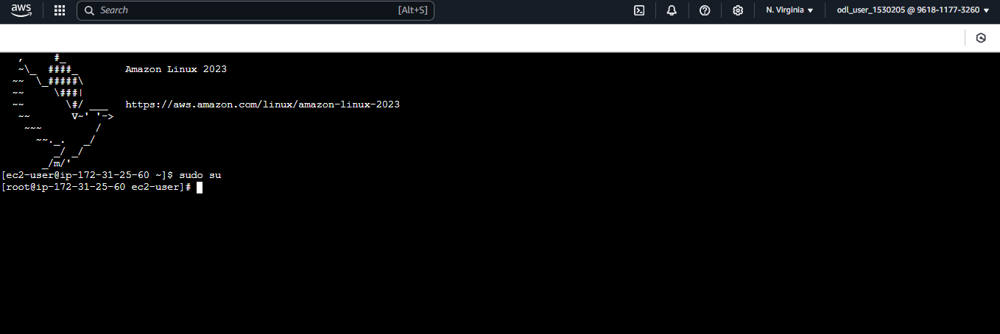 aws Search [Alt+S] N. Virginia odl_user_1530205 @ 9618-1177-3260
   ,     #_
   ~\_  ####_        Amazon Linux 2023
  ~~  \_#####\
  ~~     \###|
  ~~       \#/ ___   https://aws.amazon.com/linux/amazon-linux-2023
   ~~       V~' '->
    ~~~         /
      ~~._.   _/
         _/ _/
       _/m/'
[ec2-user@ip-172-31-25-60 ~]$ sudo su
[root@ip-172-31-25-60 ec2-user]#